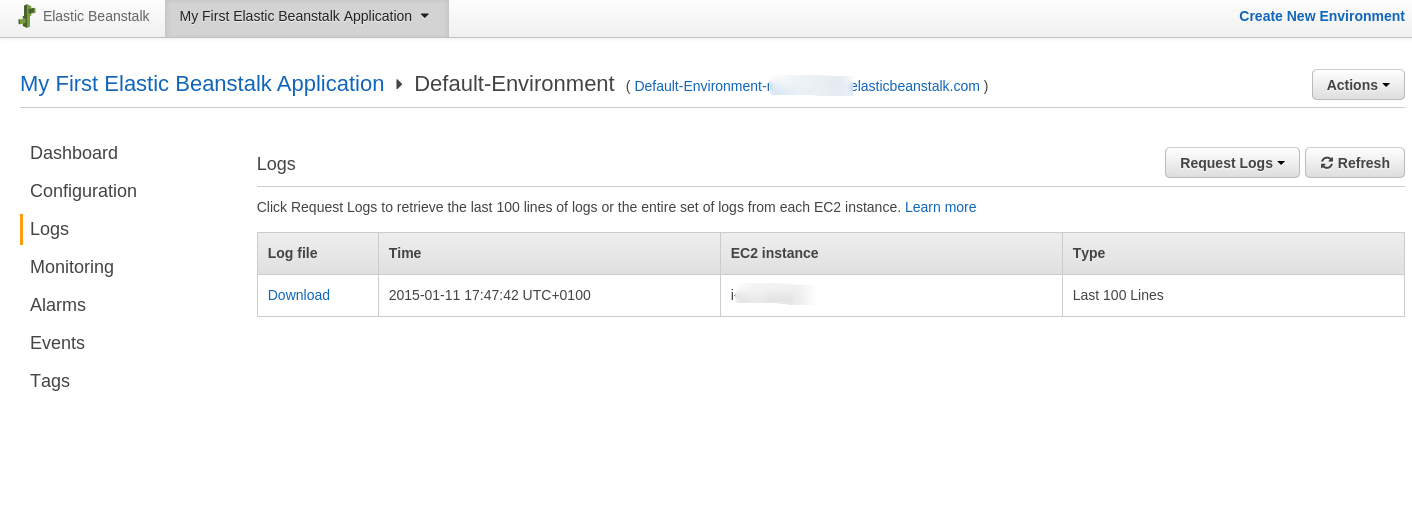 Elastic Beanstalk My First Elastic Beanstalk Application Create New Environment
My First Elastic Beanstalk Application Default-Environment ( Default-Environment- elasticbeanstalk.com ) Actions
Dashboard
Configuration
Logs
Monitoring
Alarms
Events
Tags
Logs Request Logs Refresh
Click Request Logs to retrieve the last 100 lines of logs or the entire set of logs from each EC2 instance. Learn more
Log file Time EC2 instance Type
Download 2015-01-11 17:47:42 UTC+0100 Last 100 Lines